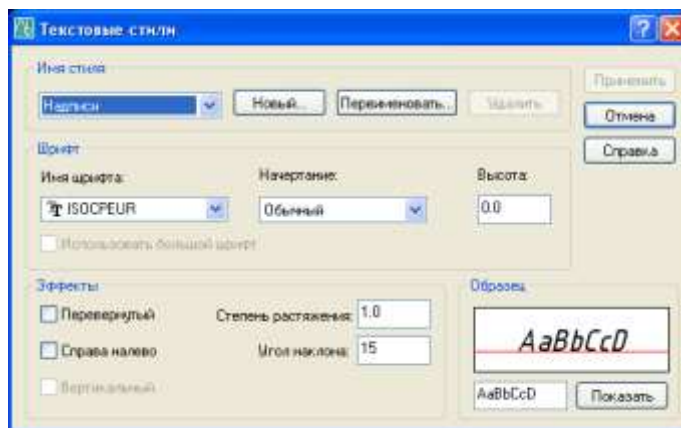 Текстовые стили
Имя стиля
Надписи
Новый...
Переименовать...
Удалить
Применить
Отмена
Справка
Шрифт
Имя шрифта:
Начертание:
Высота:
ISOCPEUR
Обычный
0.0
Использовать большой шрифт
Эффекты
Перевернутый
Степень растяжения:
1.0
Справа налево
Угол наклона:
15
Вертикальный
Образец
AaBbCcD
AaBbCcD
Показать